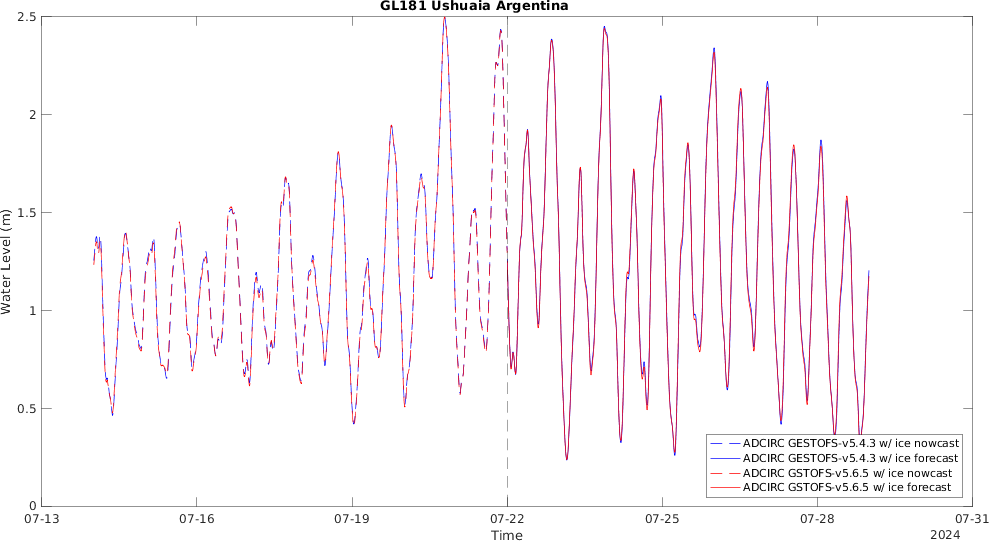 GL181 Ushuaia Argentina
Water Level (m)
2.5
2
1.5
1
0.5
0
ADCIRC GESTOFS-v5.4.3 w/ ice nowcast
ADCIRC GESTOFS-v5.4.3 w/ ice forecast
ADCIRC GSTOFS-v5.6.5 w/ ice nowcast
ADCIRC GSTOFS-v5.6.5 w/ ice forecast
07-13 07-16 07-19 07-22 07-25 07-28 07-31
Time
2024